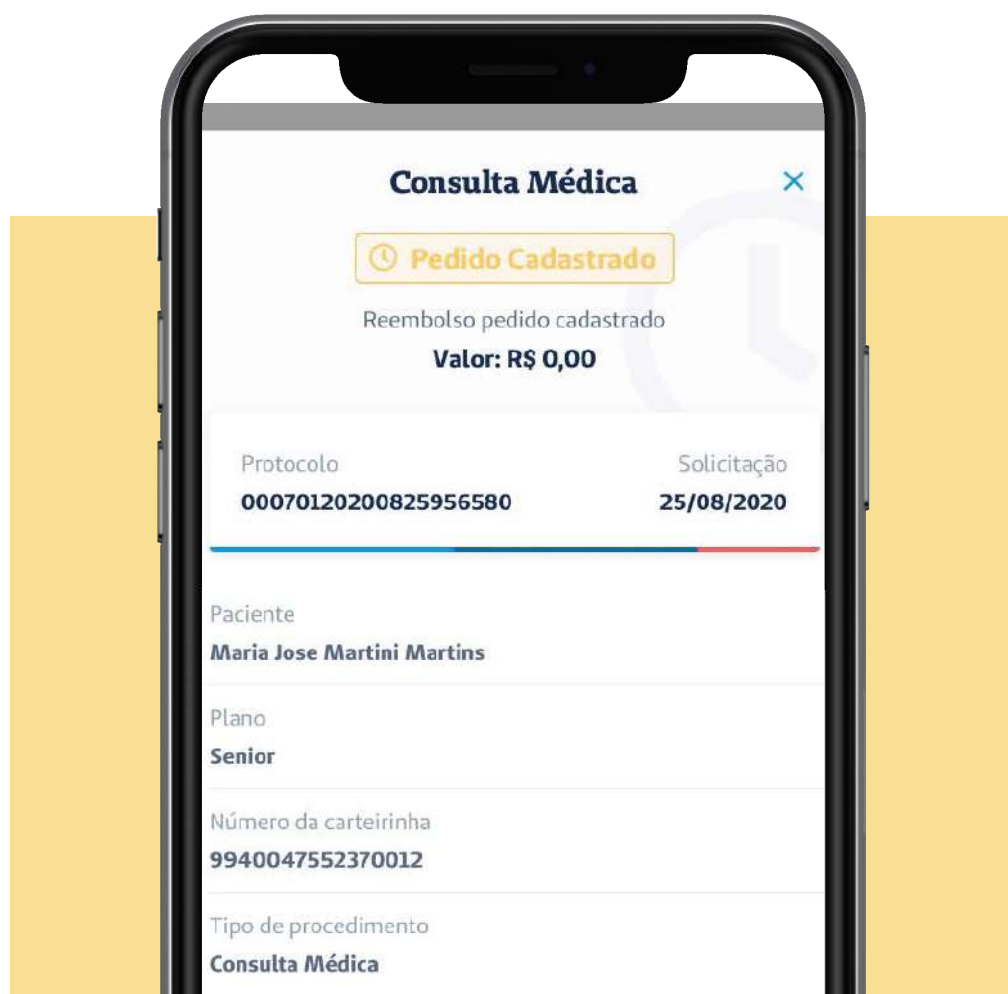 Consulta Médica
Pedido Cadastrado
Reembolso pedido cadastrado
Valor: R$ 0,00
Protocolo Solicitação
00070120200825956580 25/08/2020
Paciente
Maria Jose Martini Martins
Plano
Senior
Número da carteirinha
9940047552370012
Tipo de procedimento
Consulta Médica